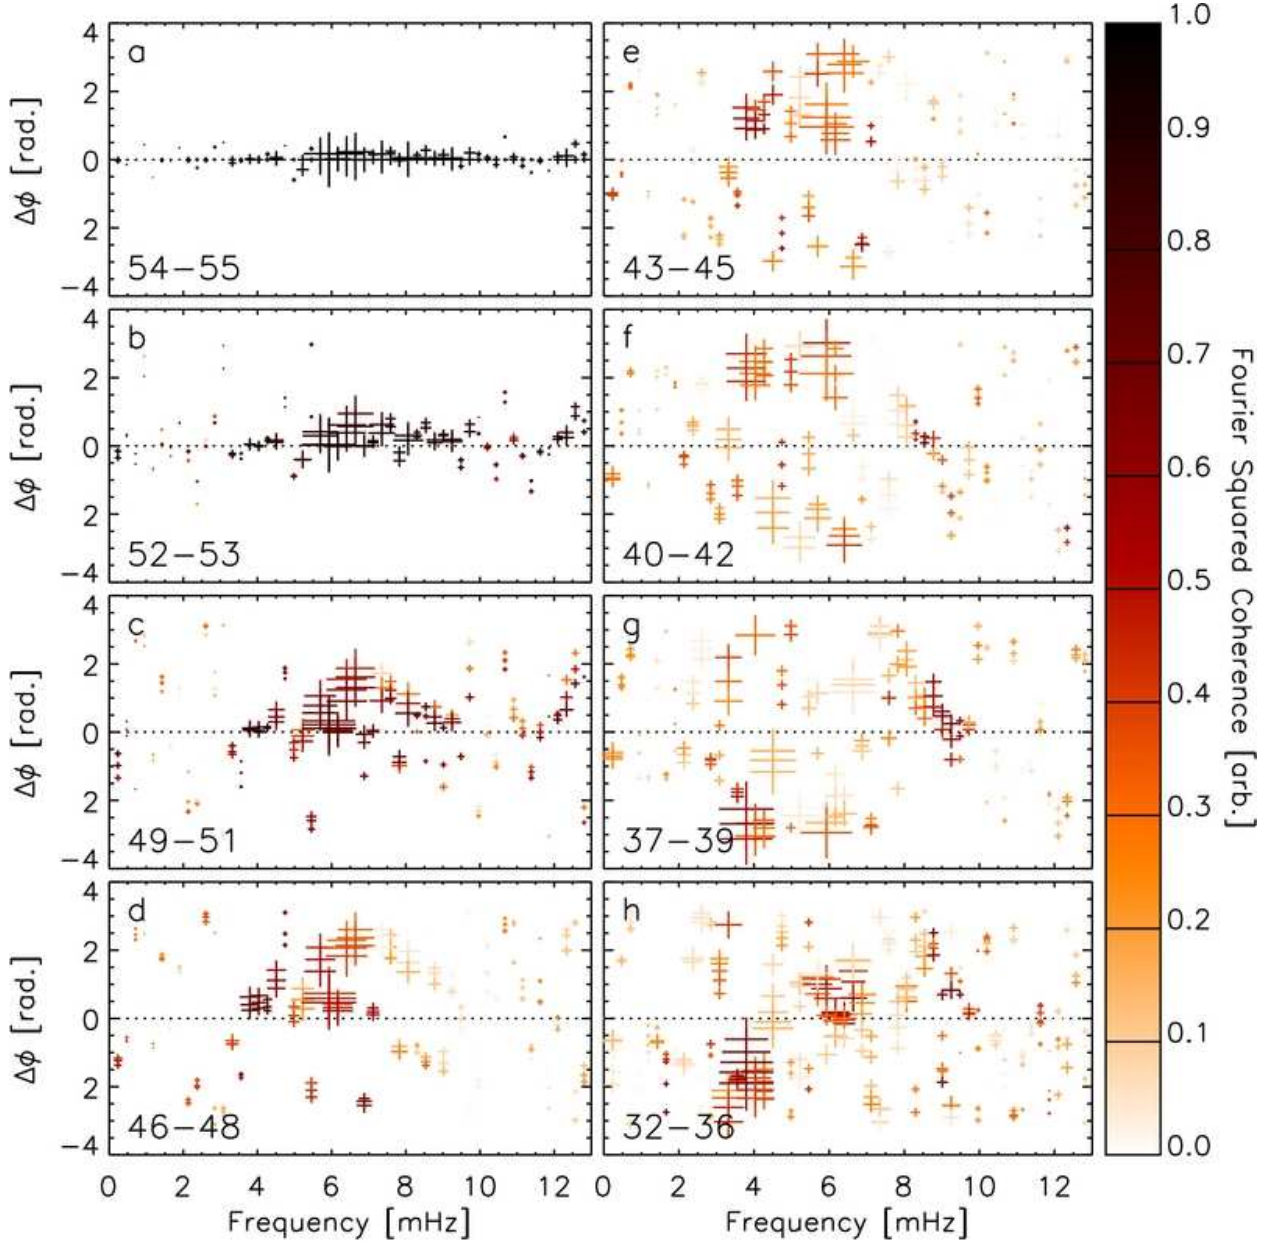 a
4
2
0
2
−4
Δϕ [rad.]
54−55
e
43−45
b
4
2
0
2
−4
Δϕ [rad.]
52−53
f
40−42
c
4
2
0
2
−4
Δϕ [rad.]
49−51
g
37−39
d
4
2
0
2
−4
Δϕ [rad.]
46−48
h
32−36
0 2 4 6 8 10 12
Frequency [mHz]
0 2 4 6 8 10 12
Frequency [mHz]
1.0
0.9
0.8
0.7
0.6
0.5
0.4
0.3
0.2
0.1
0.0
Fourier Squared Coherence [arb.]